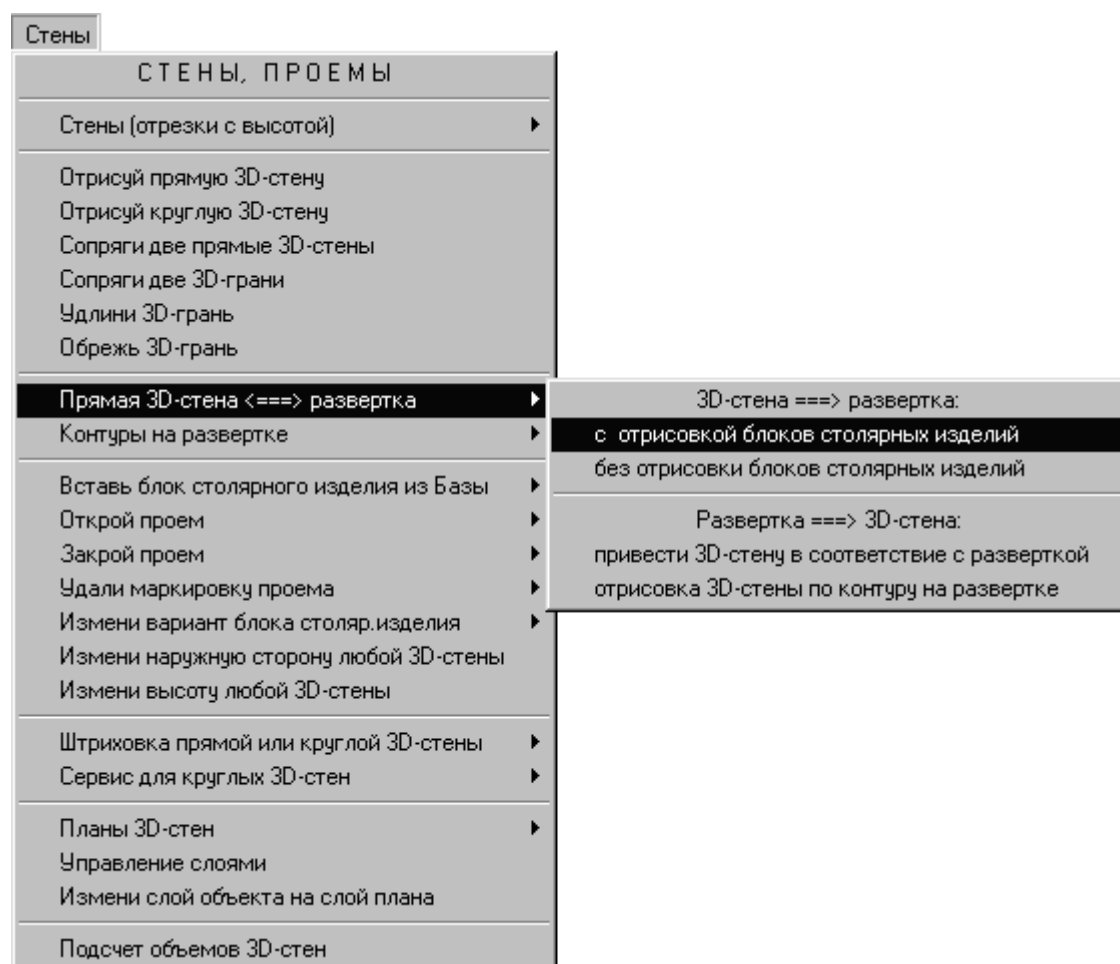 Стены
СТЕНЫ, ПРОЕМЫ
Стены (отрезки с высотой)
Отрисуй прямую 3D-стену
Отрисуй круглую 3D-стену
Сопряги две прямые 3D-стены
Сопряги две 3D-грани
Удлини 3D-грань
Обрежь 3D-грань
Прямая 3D-стена <===> развертка
Контуры на развертке
Вставь блок столярного изделия из Базы
Открой проем
Закрой проем
Удали маркировку проема
Измени вариант блока столяр.изделия
Измени наружную сторону любой 3D-стены
Измени высоту любой 3D-стены
Штриховка прямой или круглой 3D-стены
Сервис для круглых 3D-стен
Планы 3D-стен
Управление слоями
Измени слой объекта на слой плана
Подсчет объемов 3D-стен
3D-стена ===> развертка:
с отрисовкой блоков столярных изделий
без отрисовки блоков столярных изделий
Развертка ===> 3D-стена:
привести 3D-стену в соответствие с разверткой
отрисовка 3D-стены по контуру на развертке